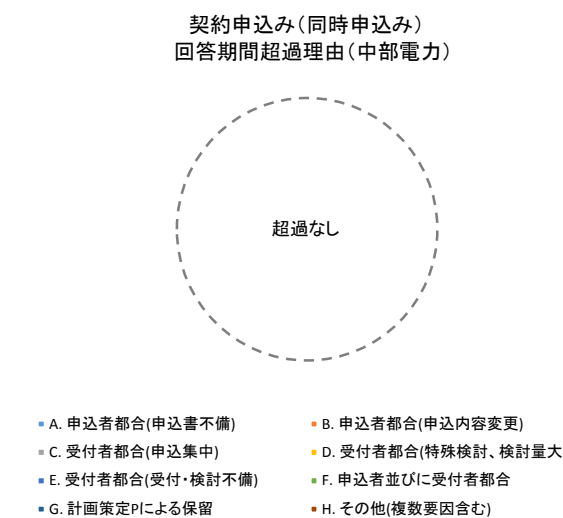 契約申込み(同時申込み)
回答期間超過理由(中部電力)
超過なし
A. 申込者都合(申込書不備)
B. 申込者都合(申込内容変更)
C. 受付者都合(申込集中)
D. 受付者都合(特殊検討、検討量大
E. 受付者都合(受付・検討不備)
F. 申込者並びに受付者都合
G. 計画策定Pによる保留
H. その他(複数要因含む)